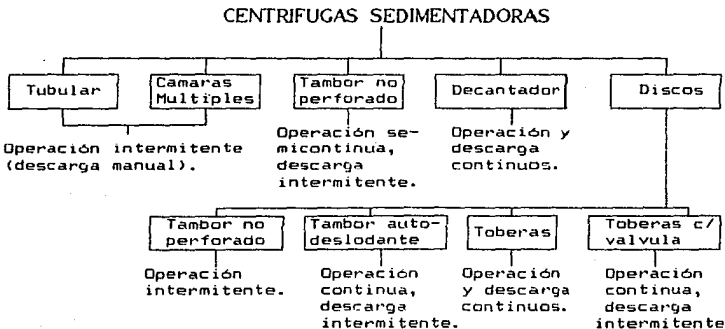 CENTRIFUGAS SEDIMENTADORAS
Tubular
Camaras
Multiples
Tambor no
perforado
Decantador
Discos
Operación intermitente
(descarga manual).
Operación se-
micontinua,
descarga
intermitente.
Operación y
descarga
continuos.
Tambor no
perforado
Tambor auto-
deslodante
Toberas
Toberas c/
valvula
Operación
intermitente.
Operación
continua,
descarga
intermitente.
Operación
y descarga
continuos.
Operación
continua,
descarga
intermitente